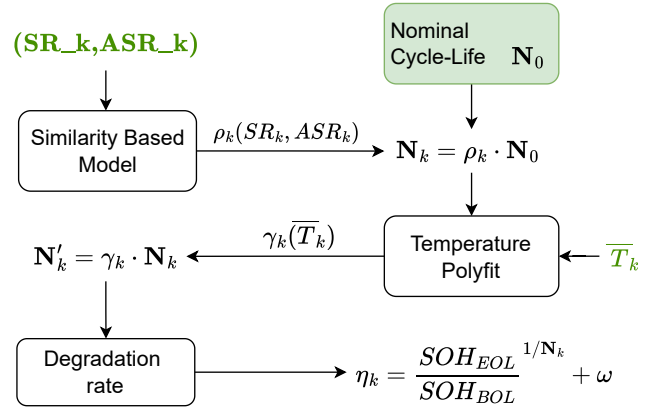 (SR_k,ASR_k)
Nominal
Cycle-Life N₀
Similarity Based
Model
ρₖ(SRₖ, ASRₖ)
Nₖ = ρₖ · N₀
Temperature
Polyfit
T̅ₖ
γₖ(T̅ₖ)
N′ₖ = γₖ · Nₖ
Degradation
rate
ηₖ = SOH_EOL / SOH_BOL ^{1/Nₖ} + ω